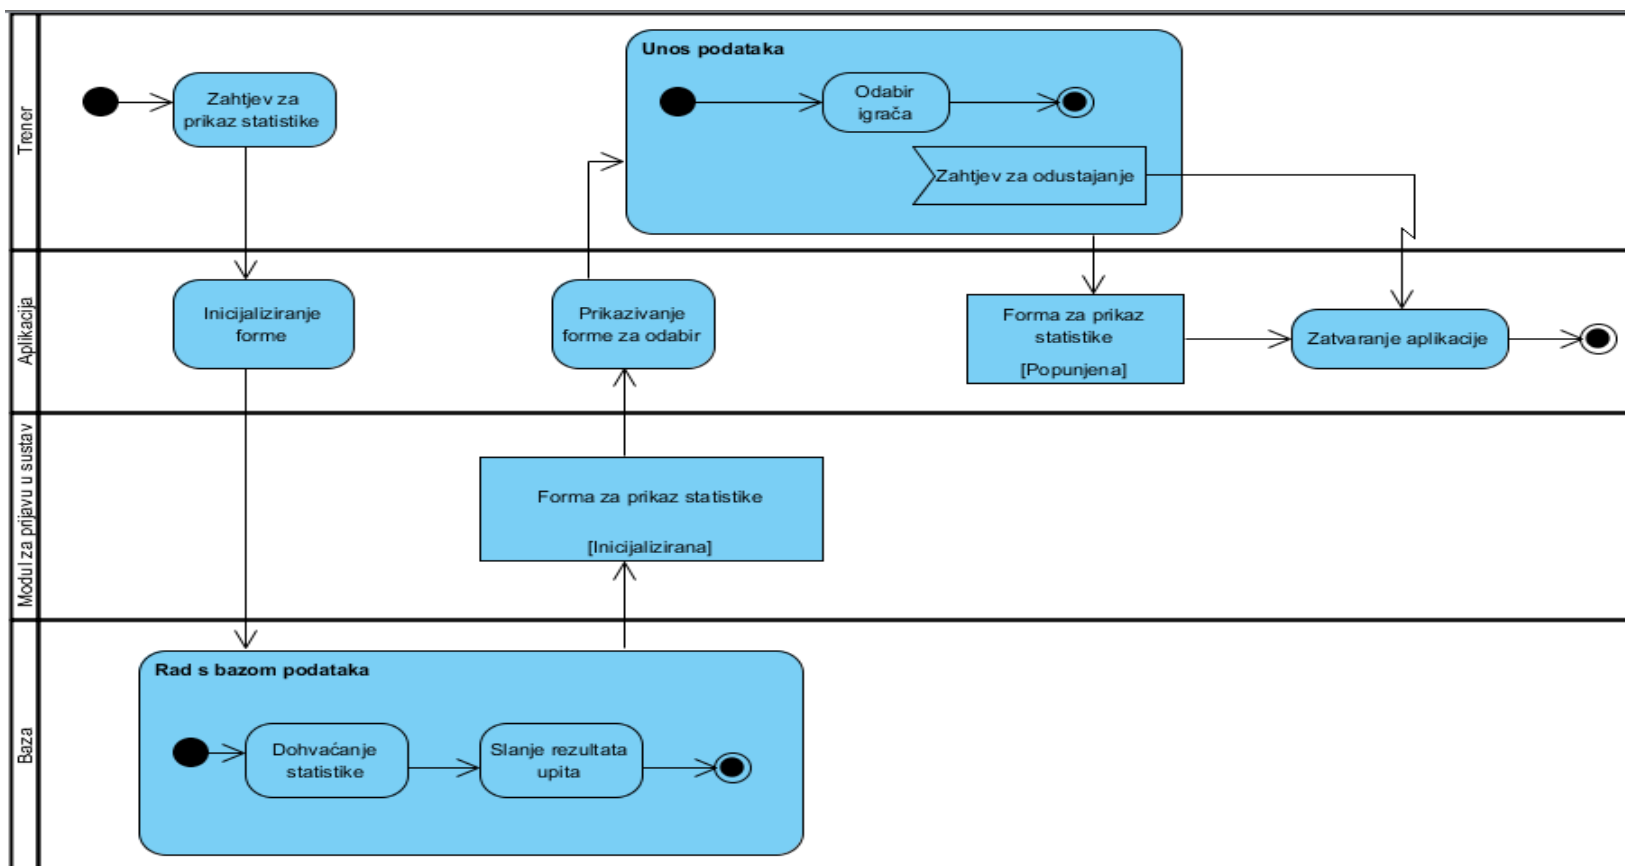 Trener
Zahtjev za
prikaz statistike
Unos podataka
Odabir
igrača
Zahtjev za odustajanje
Aplikacija
Inicijaliziranje
forme
Prikazivanje
forme za odabir
Forma za prikaz
statistike
[Popunjena]
Zatvaranje aplikacije
Modul za prijavu u sustav
Forma za prikaz statistike
[Inicijalizirana]
Baza
Rad s bazom podataka
Dohvaćanje
statistike
Slanje rezultata
upita